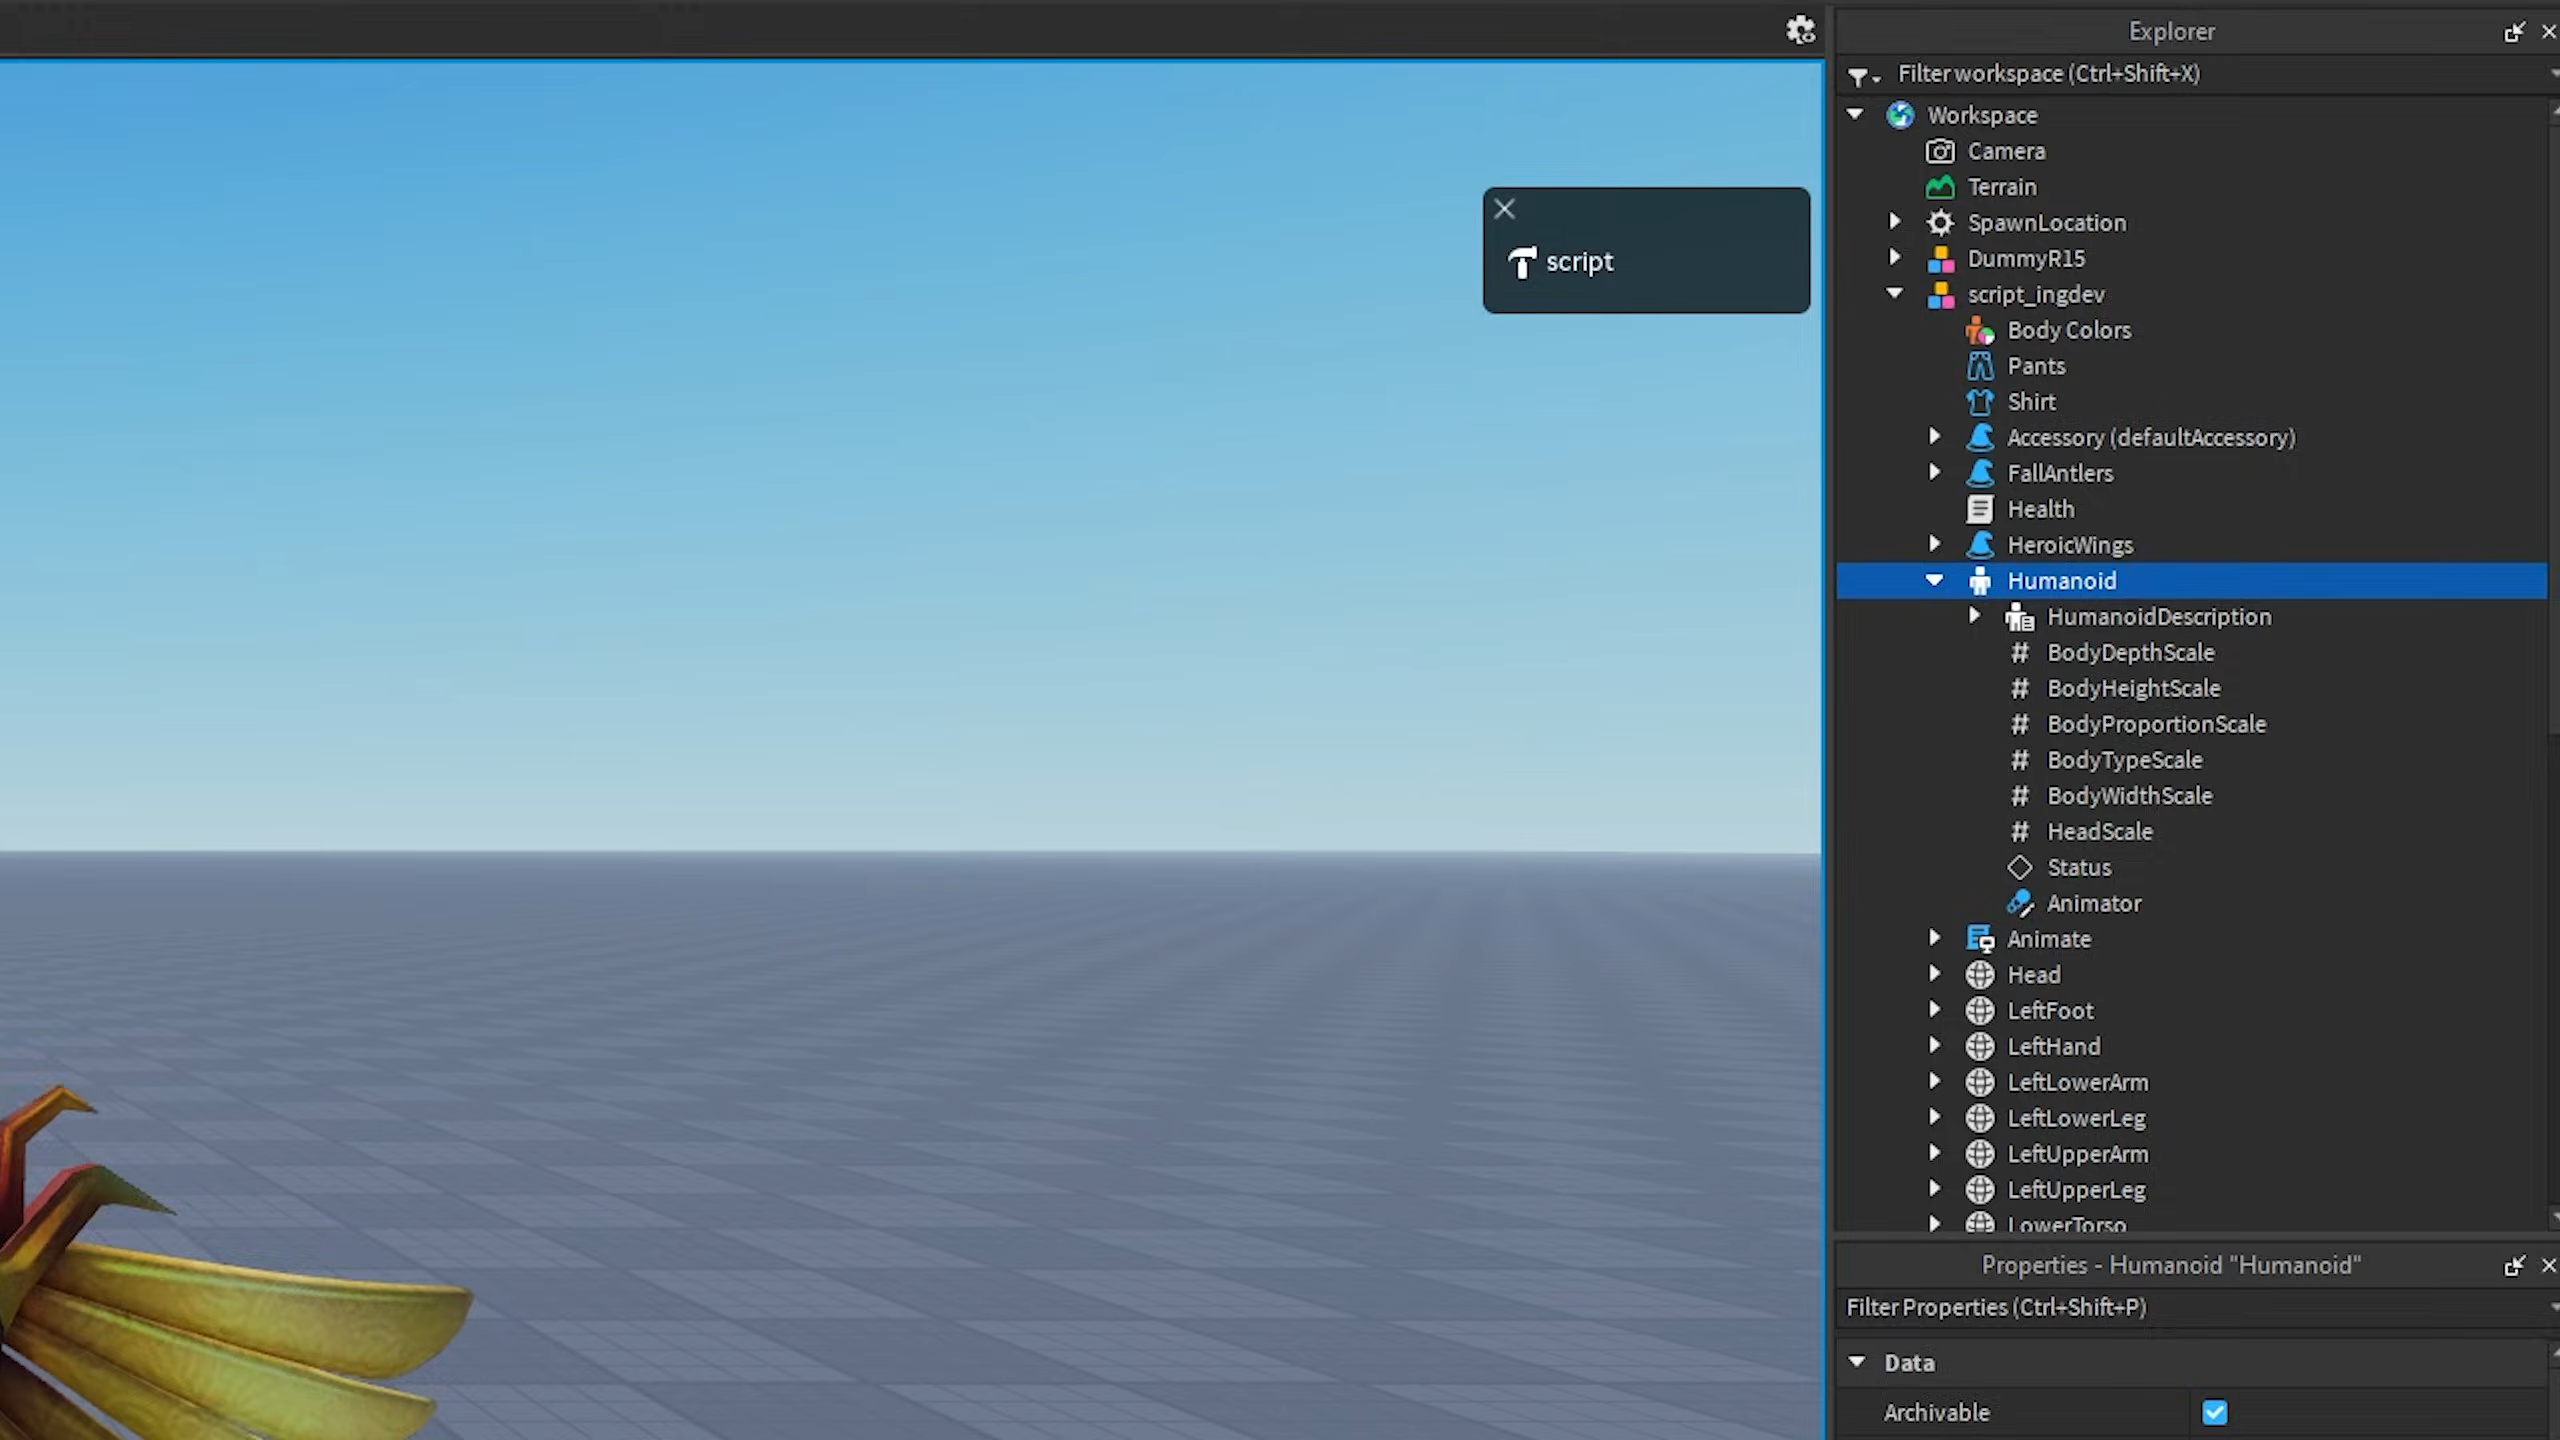 Explorer
Filter workspace (Ctrl+Shift+X)
Workspace
Camera
Terrain
SpawnLocation
DummyR15
script_ingdev
Body Colors
Pants
Shirt
Accessory (defaultAccessory)
FallAntlers
Health
HeroicWings
Humanoid
HumanoidDescription
# BodyDepthScale
# BodyHeightScale
# BodyProportionScale
# BodyTypeScale
# BodyWidthScale
# HeadScale
Status
Animator
Animate
Head
LeftFoot
LeftHand
LeftLowerArm
LeftLowerLeg
LeftUpperArm
LeftUpperLeg
LowerTorso
script
Properties - Humanoid "Humanoid"
Filter Properties (Ctrl+Shift+P)
Data
Archivable